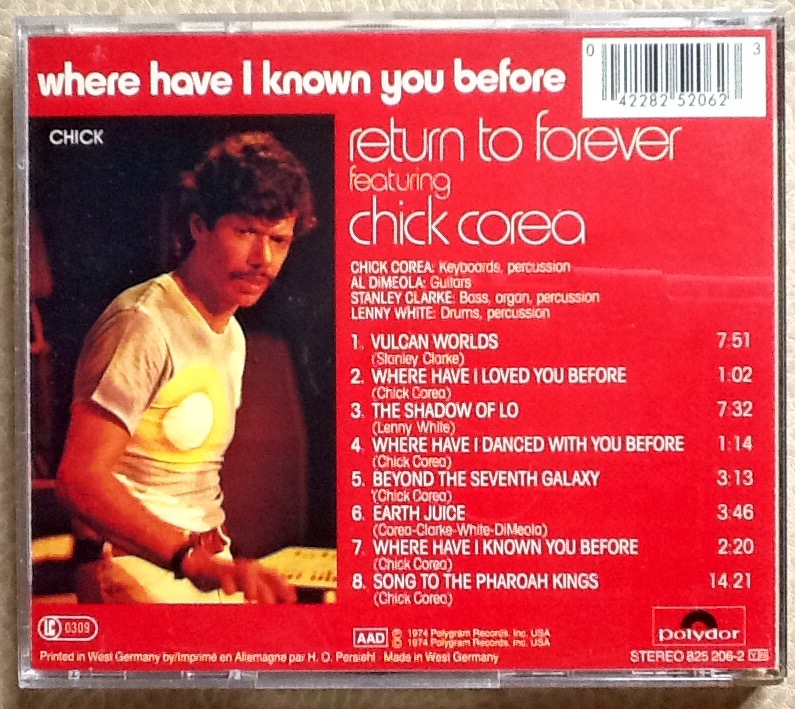 where have I known you before
0 42282 52062 3
CHICK
return to forever
featuring
chick corea
CHICK COREA: Keyboards, percussion
AL DIMEOLA: Guitars
STANLEY CLARKE: Bass, organ, percussion
LENNY WHITE: Drums, percussion
1. VULCAN WORLDS 7:51
(Stanley Clarke)
2. WHERE HAVE I LOVED YOU BEFORE 1:02
(Chick Corea)
3. THE SHADOW OF LO 7:32
(Lenny White)
4. WHERE HAVE I DANCED WITH YOU BEFORE 1:14
(Chick Corea)
5. BEYOND THE SEVENTH GALAXY 3:13
(Chick Corea)
6. EARTH JUICE 3:46
(Corea-Clarke-White-DiMeola)
7. WHERE HAVE I KNOWN YOU BEFORE 2:20
(Chick Corea)
8. SONG TO THE PHAROAH KINGS 14:21
(Chick Corea)
LC 0309
AAD
℗ 1974 Polygram Records, Inc. USA
© 1974 Polygram Records, Inc. USA
polydor
Printed in West Germany by/Imprimé en Allemagne par H. O. Persiehl Made in West Germany
STEREO 825 206-2